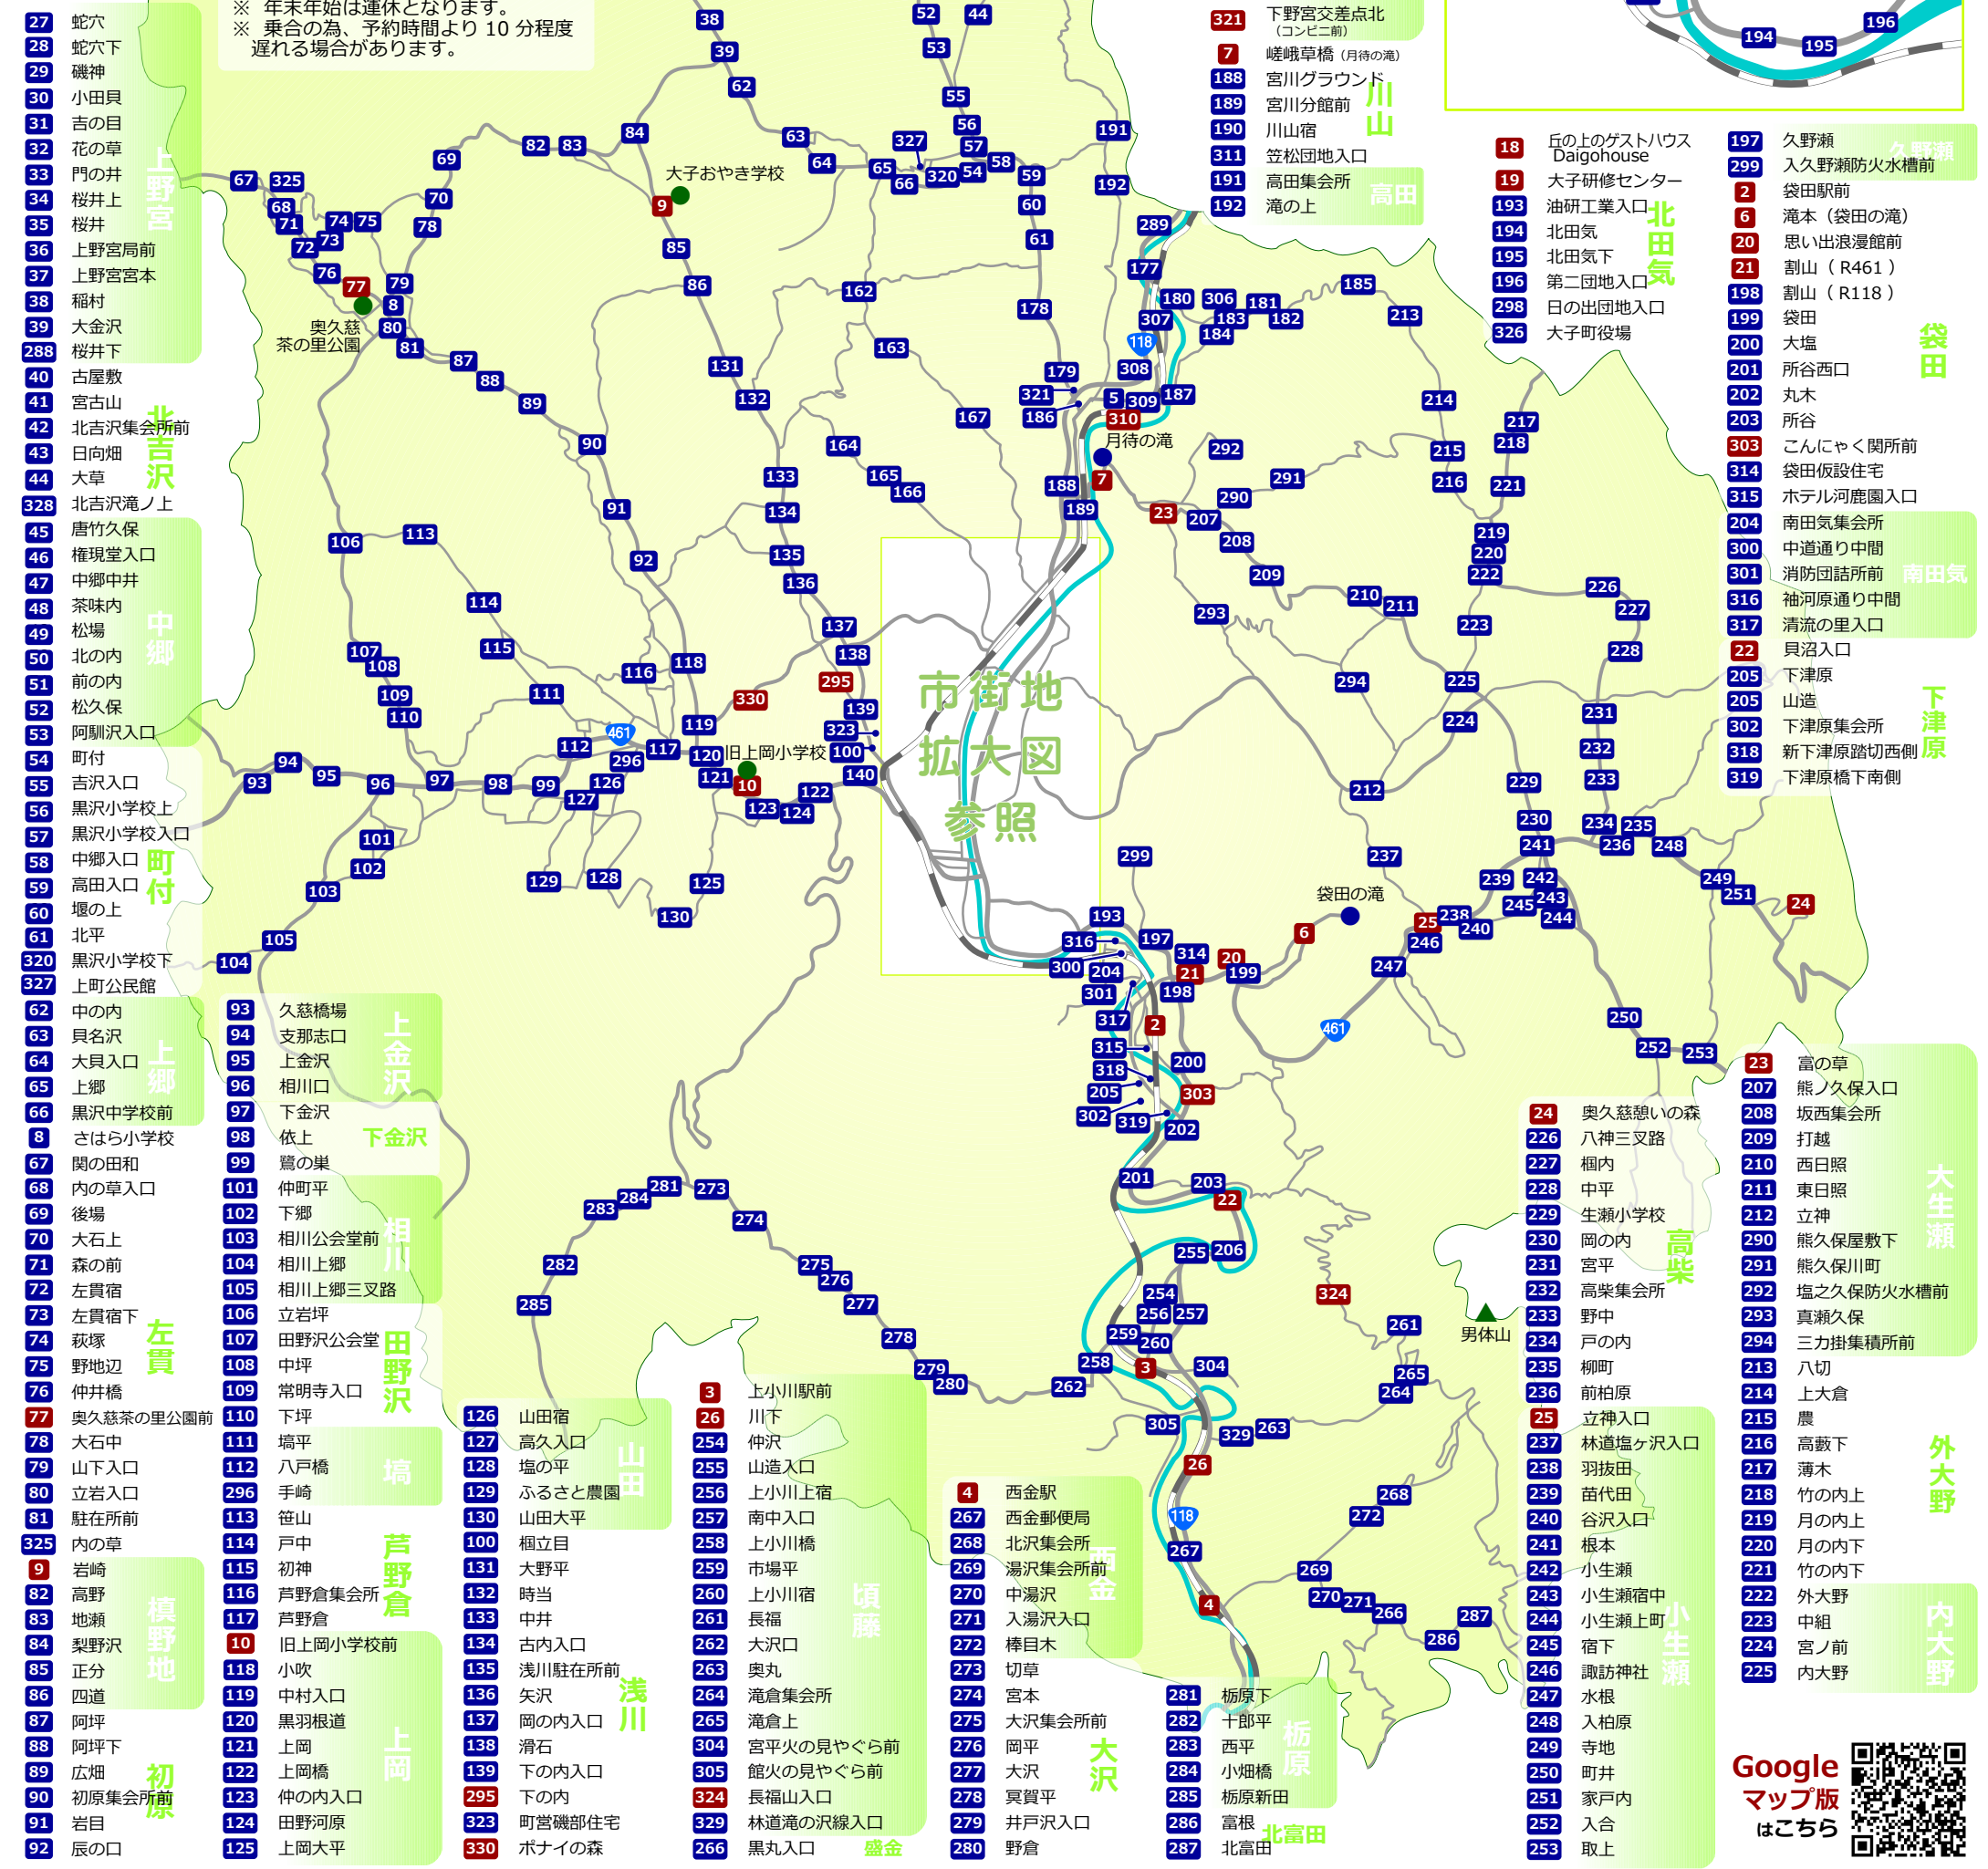 ※ 年末年始は連休となります。
※ 乗合の為、予約時間より 10 分程度
遅れる場合があります。
27 蛇穴
28 蛇穴下
29 磯神
30 小田貝
31 吉の目
32 花の草
33 門の井
34 桜井上
35 桜井
36 上野宮局前
37 上野宮宮本
38 稲村
39 大金沢
288 桜井下
上野宮
40 古屋敷
41 宮古山
42 北吉沢集会所前
43 日向畑
44 大草
328 北吉沢滝ノ上
北吉沢
45 唐竹久保
46 権現堂入口
47 中郷中井
48 茶味内
49 松場
50 北の内
51 前の内
52 松久保
53 阿馴沢入口
中郷
54 町付
55 吉沢入口
56 黒沢小学校上
57 黒沢小学校入口
58 中郷入口
59 高田入口
60 堰の上
61 北平
320 黒沢小学校下
327 上町公民館
町付
62 中の内
63 貝名沢
64 大貝入口
65 上郷
66 黒沢中学校前
上郷
8 さはら小学校
67 関の田和
68 内の草入口
69 後場
70 大石上
71 森の前
72 左貫宿
73 左貫宿下
74 萩塚
75 野地辺
76 仲井橋
77 奥久慈茶の里公園前
78 大石中
79 山下入口
80 立岩入口
81 駐在所前
325 内の草
左貫
9 岩崎
82 高野
83 地瀬
84 梨野沢
85 正分
86 四道
槙野地
87 阿坪
88 阿坪下
89 広畑
90 初原集会所前
91 岩目
92 辰の口
初原
93 久慈橋場
94 支那志口
95 上金沢
96 相川口
上金沢
97 下金沢
98 依上
99 鷺の巣
下金沢
101 仲町平
102 下郷
103 相川公会堂前
104 相川上郷
105 相川上郷三叉路
相川
106 立岩坪
107 田野沢公会堂
108 中坪
109 常明寺入口
110 下坪
田野沢
111 塙平
112 八戸橋
296 手崎
塙
113 笹山
114 戸中
115 初神
116 芦野倉集会所
117 芦野倉
芦野倉
10 旧上岡小学校前
118 小吹
119 中村入口
120 黒羽根道
121 上岡
122 上岡橋
123 仲の内入口
124 田野河原
125 上岡大平
上岡
126 山田宿
127 高久入口
128 塩の平
129 ふるさと農園
130 山田大平
山田
100 梱立目
131 大野平
132 時当
133 中井
134 古内入口
135 浅川駐在所前
136 矢沢
137 岡の内入口
138 滑石
139 下の内入口
295 下の内
323 町営磯部住宅
330 ポナイの森
浅川
3 上小川駅前
26 川下
254 仲沢
255 山造入口
256 上小川上宿
257 南中入口
258 上小川橋
259 市場平
260 上小川宿
261 長福
262 大沢口
263 奥丸
264 滝倉集会所
265 滝倉上
304 宮平火の見やぐら前
305 館火の見やぐら前
324 長福山入口
329 林道滝の沢線入口
頃藤
266 黒丸入口
盛金
4 西金駅
267 西金郵便局
268 北沢集会所
269 湯沢集会所前
270 中湯沢
271 入湯沢入口
272 棒目木
西金
273 切草
274 宮本
275 大沢集会所前
276 岡平
277 大沢
278 冥賀平
279 井戸沢入口
280 野倉
大沢
281 栃原下
282 十郎平
283 西平
284 小畑橋
285 栃原新田
栃原
286 富根
287 北富田
北富田
321 下野宮交差点北
（コンビニ前）
7 嵯峨草橋（月待の滝）
188 宮川グラウンド
189 宮川分館前
190 川山宿
311 笠松団地入口
川山
191 高田集会所
192 滝の上
高田
18 丘の上のゲストハウス
Daigohouse
19 大子研修センター
193 油研工業入口
194 北田気
195 北田気下
196 第二団地入口
298 日の出団地入口
326 大子町役場
北田気
197 久野瀬
299 入久野瀬防火水槽前
久野瀬
2 袋田駅前
6 滝本（袋田の滝）
20 思い出浪漫館前
21 割山（ R461 ）
198 割山（ R118 ）
199 袋田
200 大塩
201 所谷西口
202 丸木
203 所谷
303 こんにゃく関所前
314 袋田仮設住宅
315 ホテル河鹿園入口
袋田
204 南田気集会所
300 中道通り中間
301 消防団詰所前
316 袖河原通り中間
317 清流の里入口
南田気
22 貝沼入口
205 下津原
205 山造
302 下津原集会所
318 新下津原踏切西側
319 下津原橋下南側
下津原
23 富の草
207 熊ノ久保入口
208 坂西集会所
209 打越
210 西日照
211 東日照
212 立神
290 熊久保屋敷下
291 熊久保川町
292 塩之久保防火水槽前
293 真瀬久保
294 三力掛集積所前
大生瀬
213 八切
214 上大倉
215 農
216 高藪下
217 薄木
218 竹の内上
219 月の内上
220 月の内下
221 竹の内下
外大野
222 外大野
223 中組
224 宮ノ前
225 内大野
内大野
24 奥久慈憩いの森
226 八神三叉路
227 梱内
228 中平
229 生瀬小学校
230 岡の内
231 宮平
232 高柴集会所
233 野中
234 戸の内
235 柳町
236 前柏原
高柴
25 立神入口
237 林道塩ヶ沢入口
238 羽抜田
239 苗代田
240 谷沢入口
241 根本
242 小生瀬
243 小生瀬宿中
244 小生瀬上町
245 宿下
246 諏訪神社
247 水根
248 入柏原
249 寺地
250 町井
251 家戸内
252 入合
253 取上
小生瀬
大子おやき学校
奥久慈
茶の里公園
旧上岡小学校
月待の滝
袋田の滝
男体山
市街地
拡大図
参照
118
461
461
118
194
195
196
Google
マップ版
はこちら